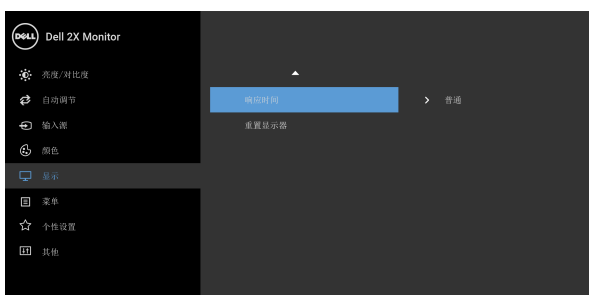 DELL Dell 2X Monitor
亮度/对比度
自动调节
响应时间 普通
输入源
重置显示器
颜色
显示
菜单
个性设置
其他